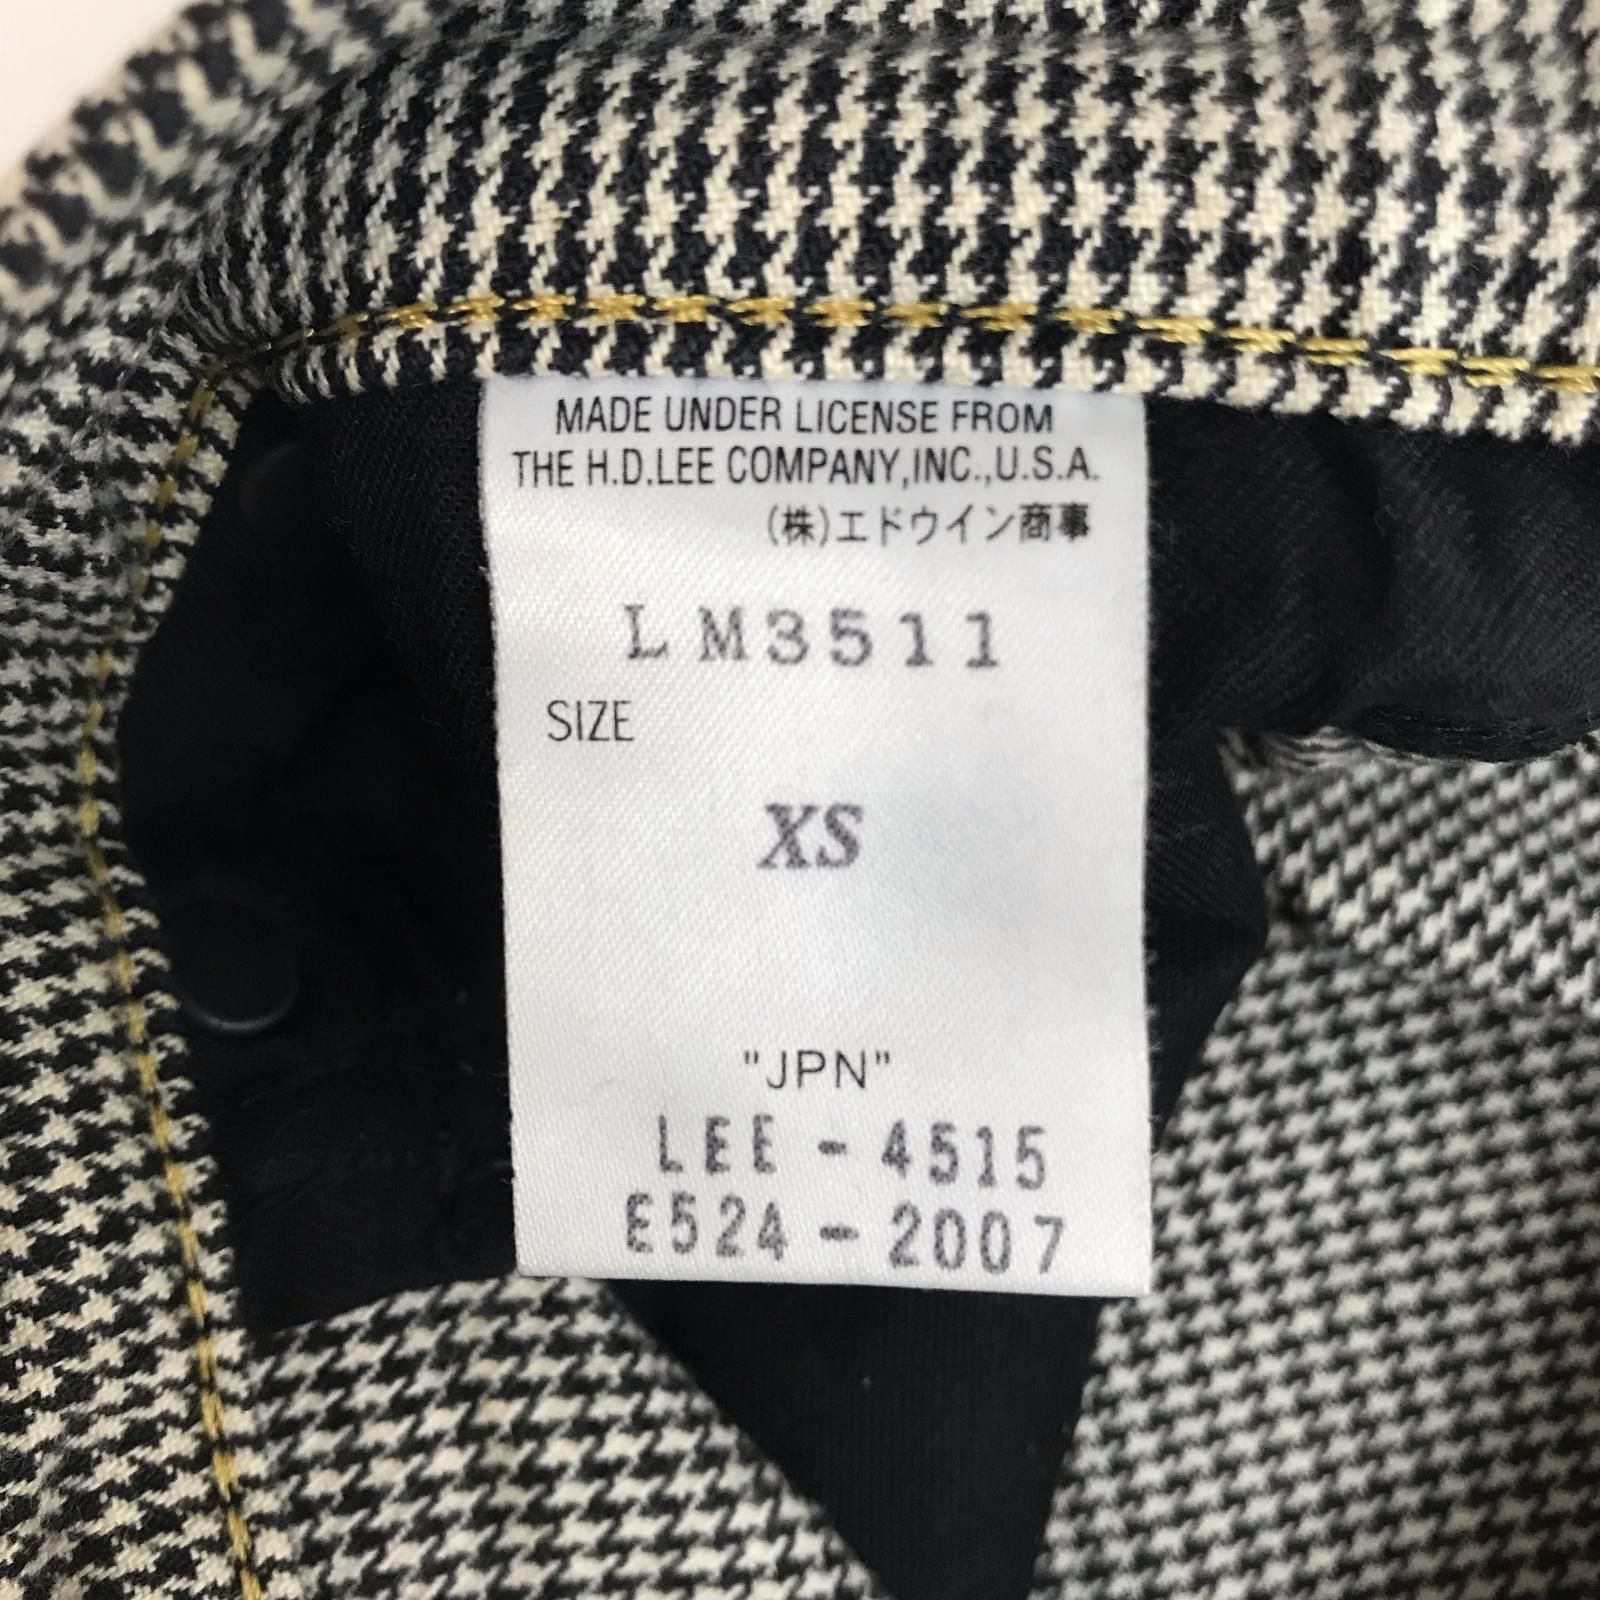 MADE UNDER LICENSE FROM
THE H.D.LEE COMPANY,INC.,U.S.A.
(株)エドウイン商事
LM3511
SIZE
XS
"JPN"
LEE-4515
E524-2007